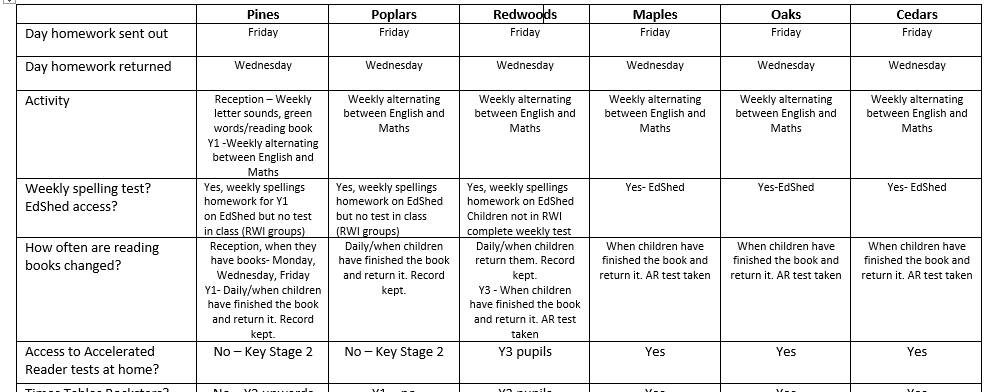 Pines Poplars Redwoods Maples Oaks Cedars
Day homework sent out Friday Friday Friday Friday Friday Friday
Day homework returned Wednesday Wednesday Wednesday Wednesday Wednesday Wednesday
Activity Reception – Weekly Weekly alternating Weekly alternating Weekly alternating Weekly alternating Weekly alternating
letter sounds, green between English and between English and between English and between English and between English and
words/reading book Maths Maths Maths Maths Maths
Y1 -Weekly alternating
between English and
Maths
Weekly spelling test? Yes, weekly spellings Yes, weekly spellings Yes, weekly spellings Yes- EdShed Yes-EdShed Yes- EdShed
EdShed access? homework for Y1 homework on EdShed homework on EdShed
on EdShed but no test but no test in class Children not in RWI
in class (RWI groups) (RWI groups) complete weekly test
How often are reading Reception, when they Daily/when children Daily/when children When children have When children have When children have
books changed? have books- Monday, have finished the book return them. Record finished the book and finished the book and finished the book and
Wednesday, Friday and return it. Record kept. return it. AR test taken return it. AR test taken return it. AR test taken
Y1- Daily/when children kept. Y3 - When children
have finished the book have finished the book
and return it. Record and return it. AR test
kept. taken
Access to Accelerated No – Key Stage 2 No – Key Stage 2 Y3 pupils Yes Yes Yes
Reader tests at home?